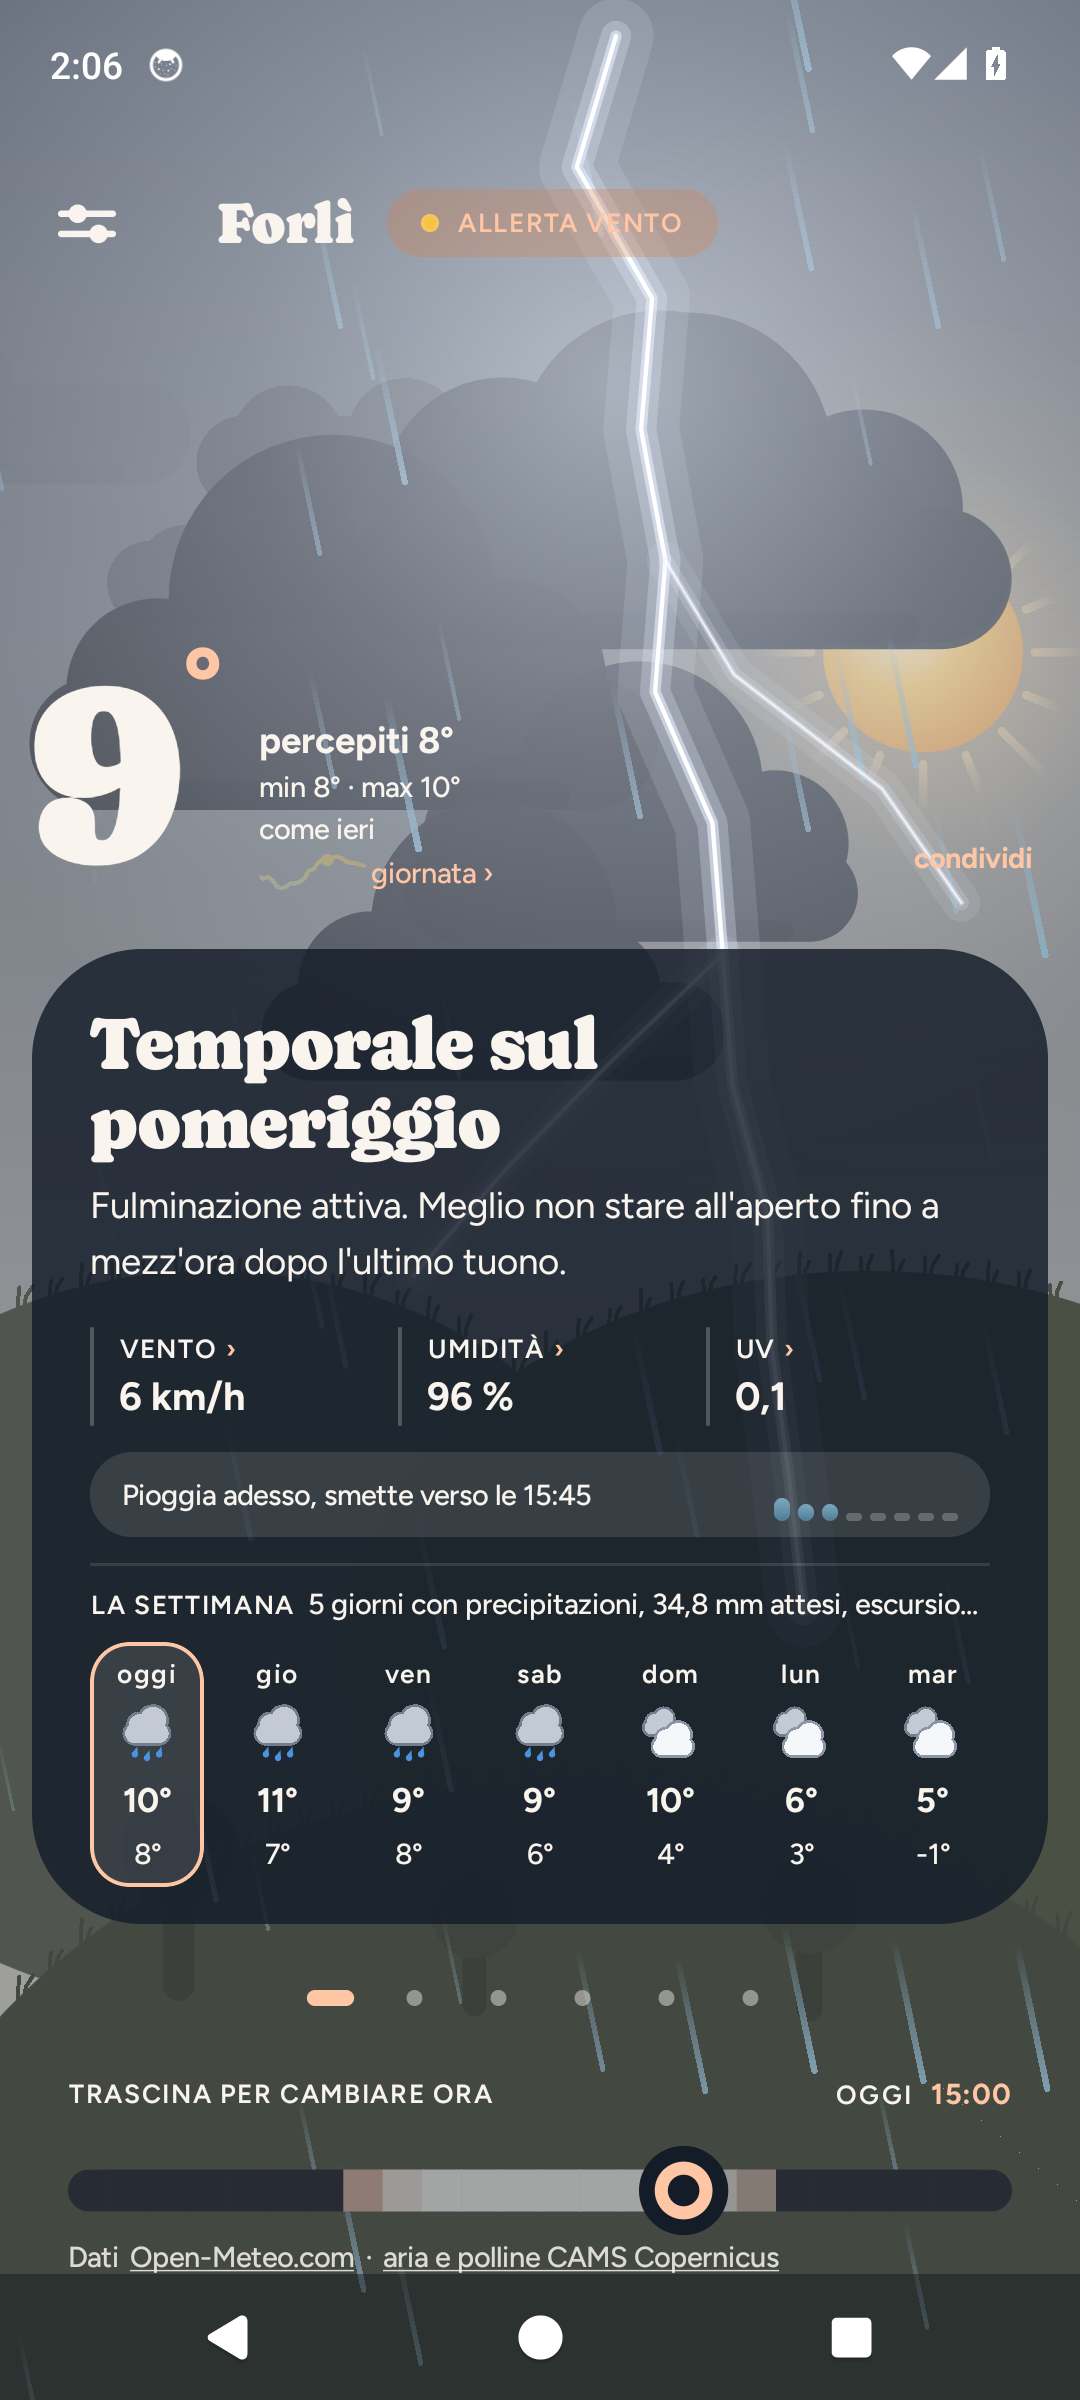 2:06
Forlì
ALLERTA VENTO
9°
percepiti 8°
min 8° · max 10°
come ieri
giornata ›
condividi
Temporale sul
pomeriggio
Fulminazione attiva. Meglio non stare all'aperto fino a
mezz'ora dopo l'ultimo tuono.
VENTO › UMIDITÀ › UV ›
6 km/h 96 % 0,1
Pioggia adesso, smette verso le 15:45
LA SETTIMANA 5 giorni con precipitazioni, 34,8 mm attesi, escursio...
oggi gio ven sab dom lun mar
10° 11° 9° 9° 10° 6° 5°
8° 7° 8° 6° 4° 3° -1°
TRASCINA PER CAMBIARE ORA OGGI 15:00
Dati Open-Meteo.com · aria e polline CAMS Copernicus